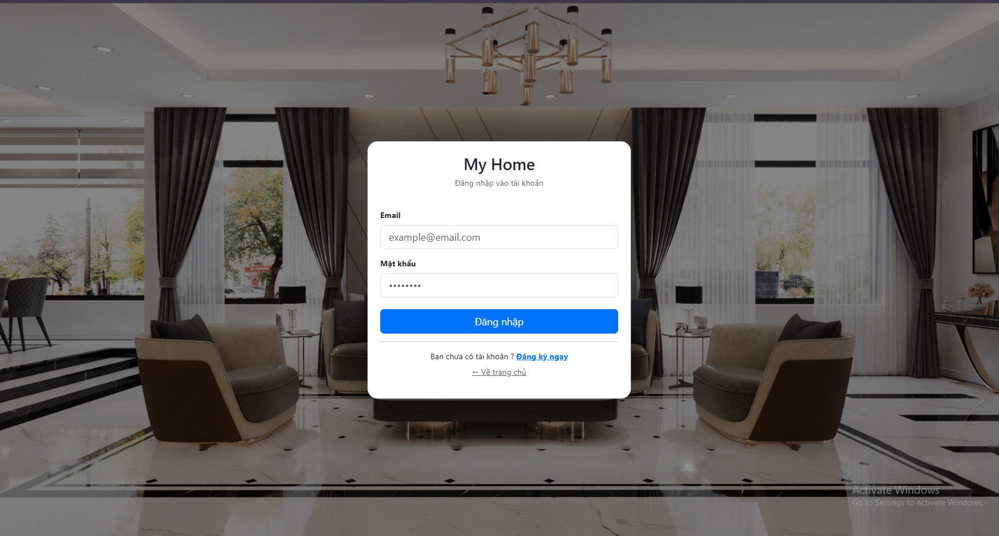 My Home
Đăng nhập vào tài khoản
Email
example@email.com
Mật khẩu
••••••••
Đăng nhập
Bạn chưa có tài khoản ? Đăng ký ngay
← Về trang chủ
Activate Windows
Go to Settings to activate Windows.